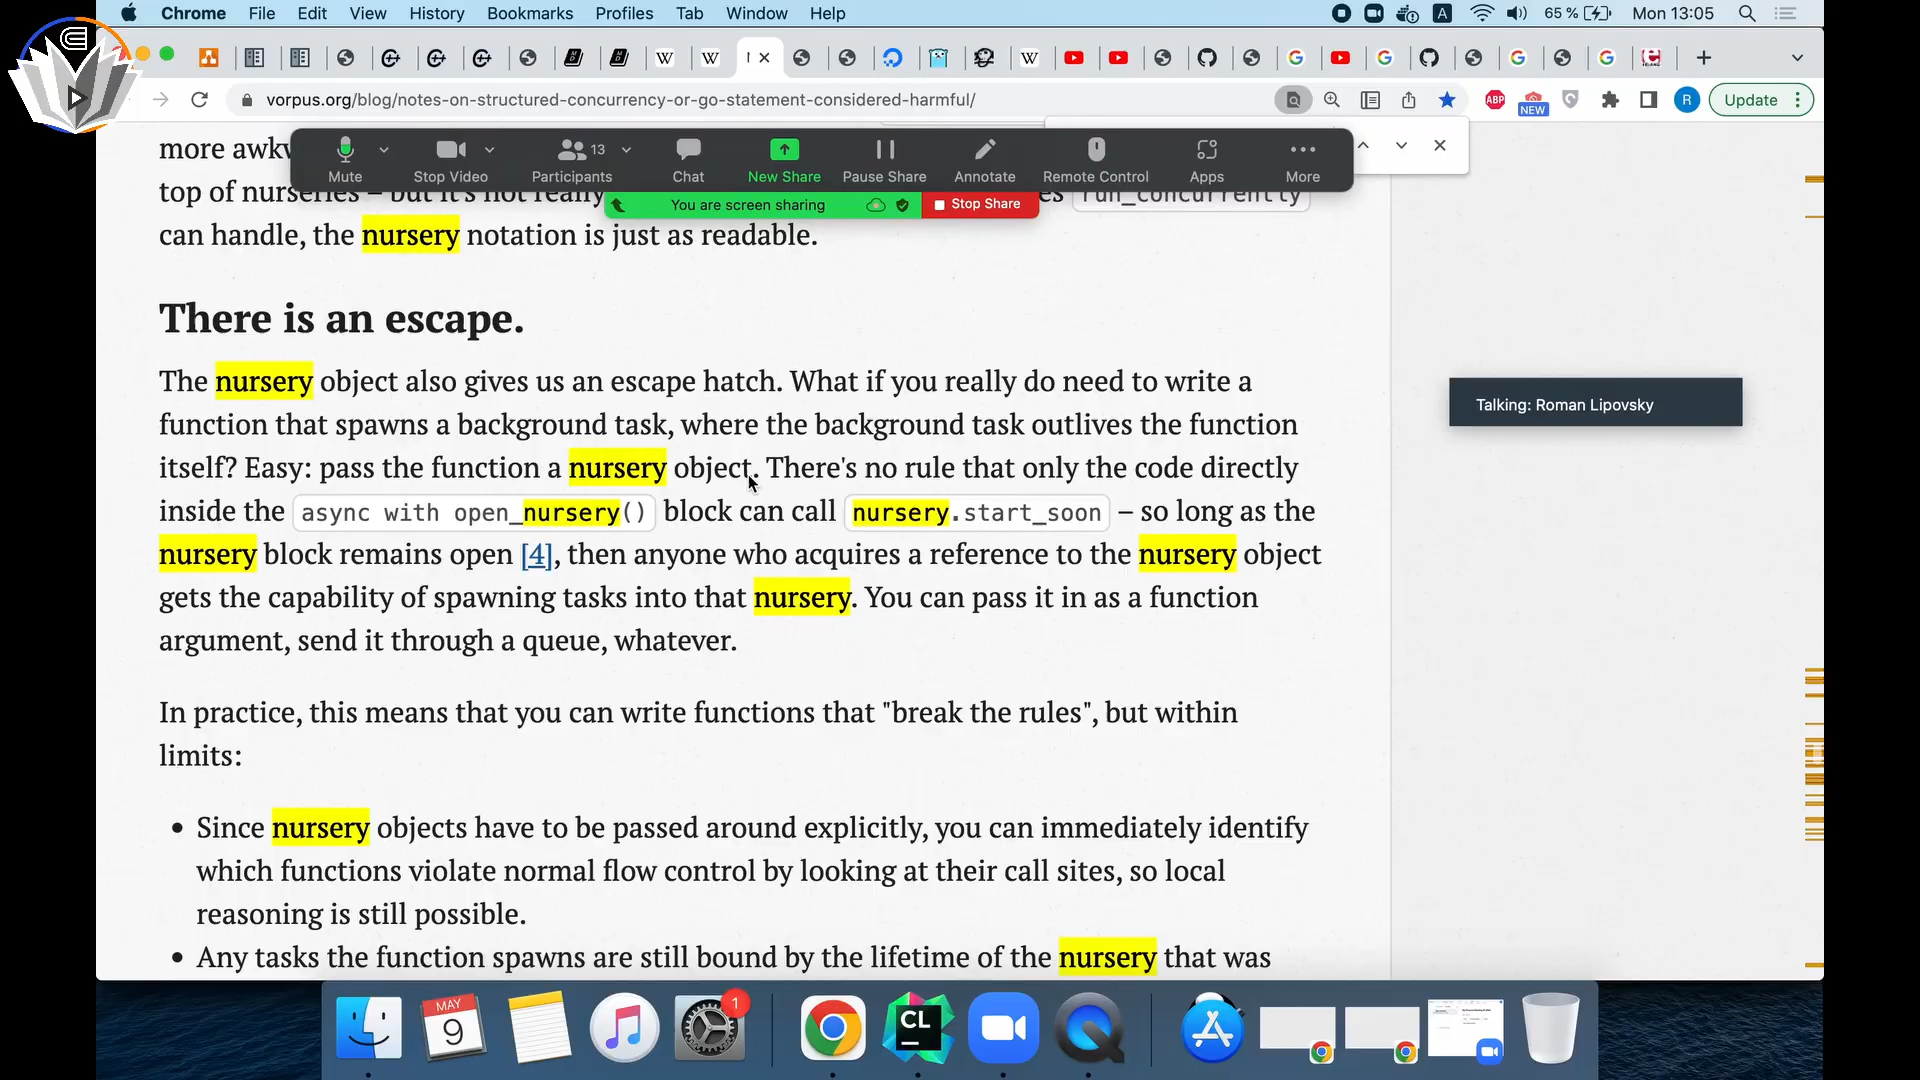 Chrome File Edit View History Bookmarks Profiles Tab Window Help
A 65 % Mon 13:05
vorpus.org/blog/notes-on-structured-concurrency-or-go-statement-considered-harmful/
ABP NEW R Update
Mute Stop Video Participants 13 Chat New Share Pause Share Annotate Remote Control Apps More
You are screen sharing Stop Share
top of nurseries – but it's not really
run_concurrently
can handle, the nursery notation is just as readable.
There is an escape.
The nursery object also gives us an escape hatch. What if you really do need to write a
function that spawns a background task, where the background task outlives the function
itself? Easy: pass the function a nursery object. There's no rule that only the code directly
inside the async with open_nursery() block can call nursery.start_soon – so long as the
nursery block remains open [4], then anyone who acquires a reference to the nursery object
gets the capability of spawning tasks into that nursery. You can pass it in as a function
argument, send it through a queue, whatever.
In practice, this means that you can write functions that "break the rules", but within
limits:
• Since nursery objects have to be passed around explicitly, you can immediately identify
which functions violate normal flow control by looking at their call sites, so local
reasoning is still possible.
• Any tasks the function spawns are still bound by the lifetime of the nursery that was
Talking: Roman Lipovsky
MAY
9
1
CL